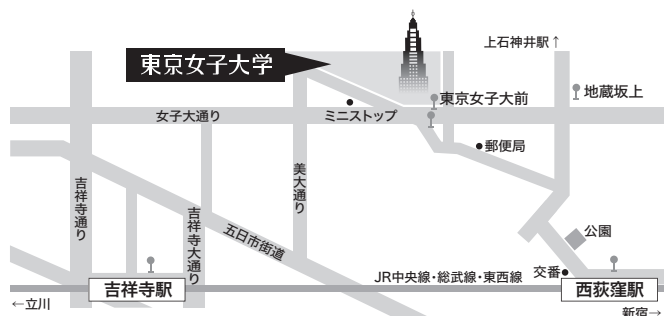 上石神井駅↑
東京女子大学
地蔵坂上
東京女子大前
女子大通り
ミニストップ
郵便局
吉祥寺通り
美大通り
吉祥寺大通り
五日市街道
公園
JR中央線・総武線・東西線
交番
吉祥寺駅
西荻窪駅
←立川
新宿→